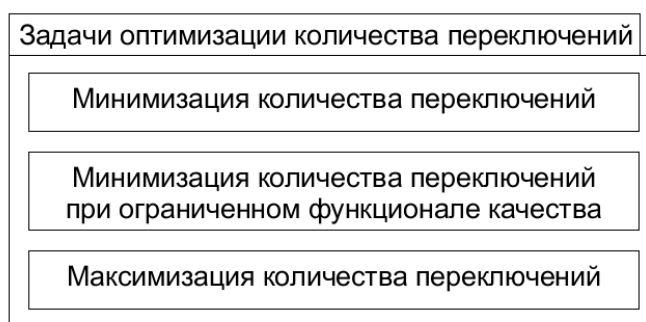 Задачи оптимизации количества переключений
Минимизация количества переключений
Минимизация количества переключений
при ограниченном функционале качества
Максимизация количества переключений